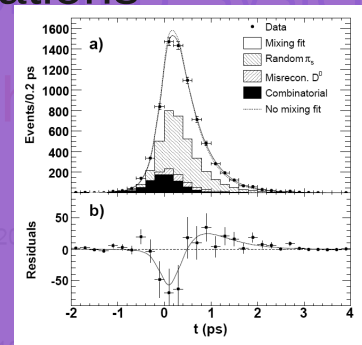 a)
Data
Mixing fit
Random πs
Misrecon. D0
Combinatorial
No mixing fit
Events/0.2 ps
1600
1400
1200
1000
800
600
400
200
b)
Residuals
50
0
-50
-2 -1 0 1 2 3 4
t (ps)